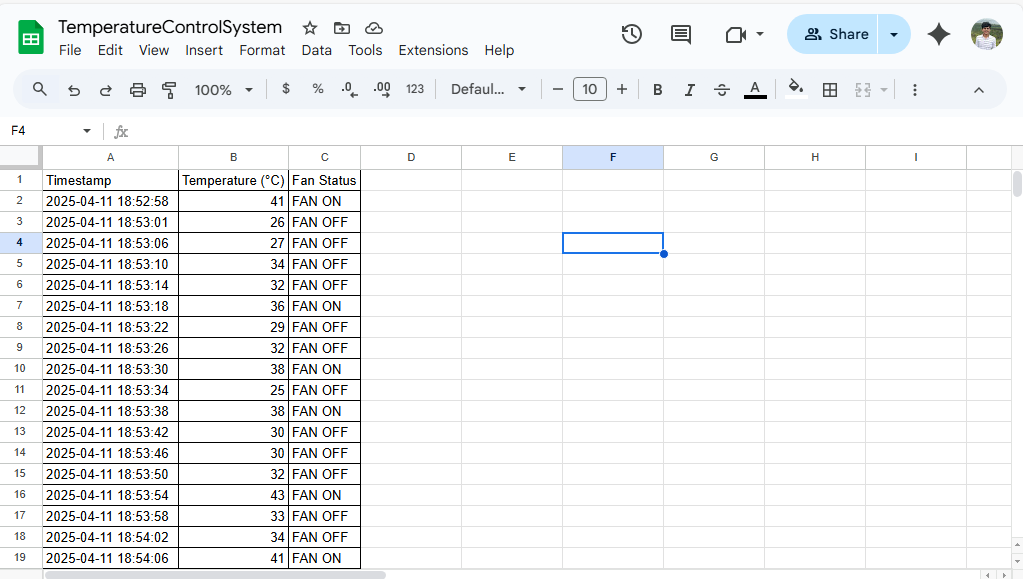 TemperatureControlSystem
File Edit View Insert Format Data Tools Extensions Help
Share
100% $ % .0 .00 123 Defaul... − 10 + B I S A
F4 fx
A B C D E F G H I
1 Timestamp Temperature (°C) Fan Status
2 2025-04-11 18:52:58 41 FAN ON
3 2025-04-11 18:53:01 26 FAN OFF
4 2025-04-11 18:53:06 27 FAN OFF
5 2025-04-11 18:53:10 34 FAN OFF
6 2025-04-11 18:53:14 32 FAN OFF
7 2025-04-11 18:53:18 36 FAN ON
8 2025-04-11 18:53:22 29 FAN OFF
9 2025-04-11 18:53:26 32 FAN OFF
10 2025-04-11 18:53:30 38 FAN ON
11 2025-04-11 18:53:34 25 FAN OFF
12 2025-04-11 18:53:38 38 FAN ON
13 2025-04-11 18:53:42 30 FAN OFF
14 2025-04-11 18:53:46 30 FAN OFF
15 2025-04-11 18:53:50 32 FAN OFF
16 2025-04-11 18:53:54 43 FAN ON
17 2025-04-11 18:53:58 33 FAN OFF
18 2025-04-11 18:54:02 34 FAN OFF
19 2025-04-11 18:54:06 41 FAN ON